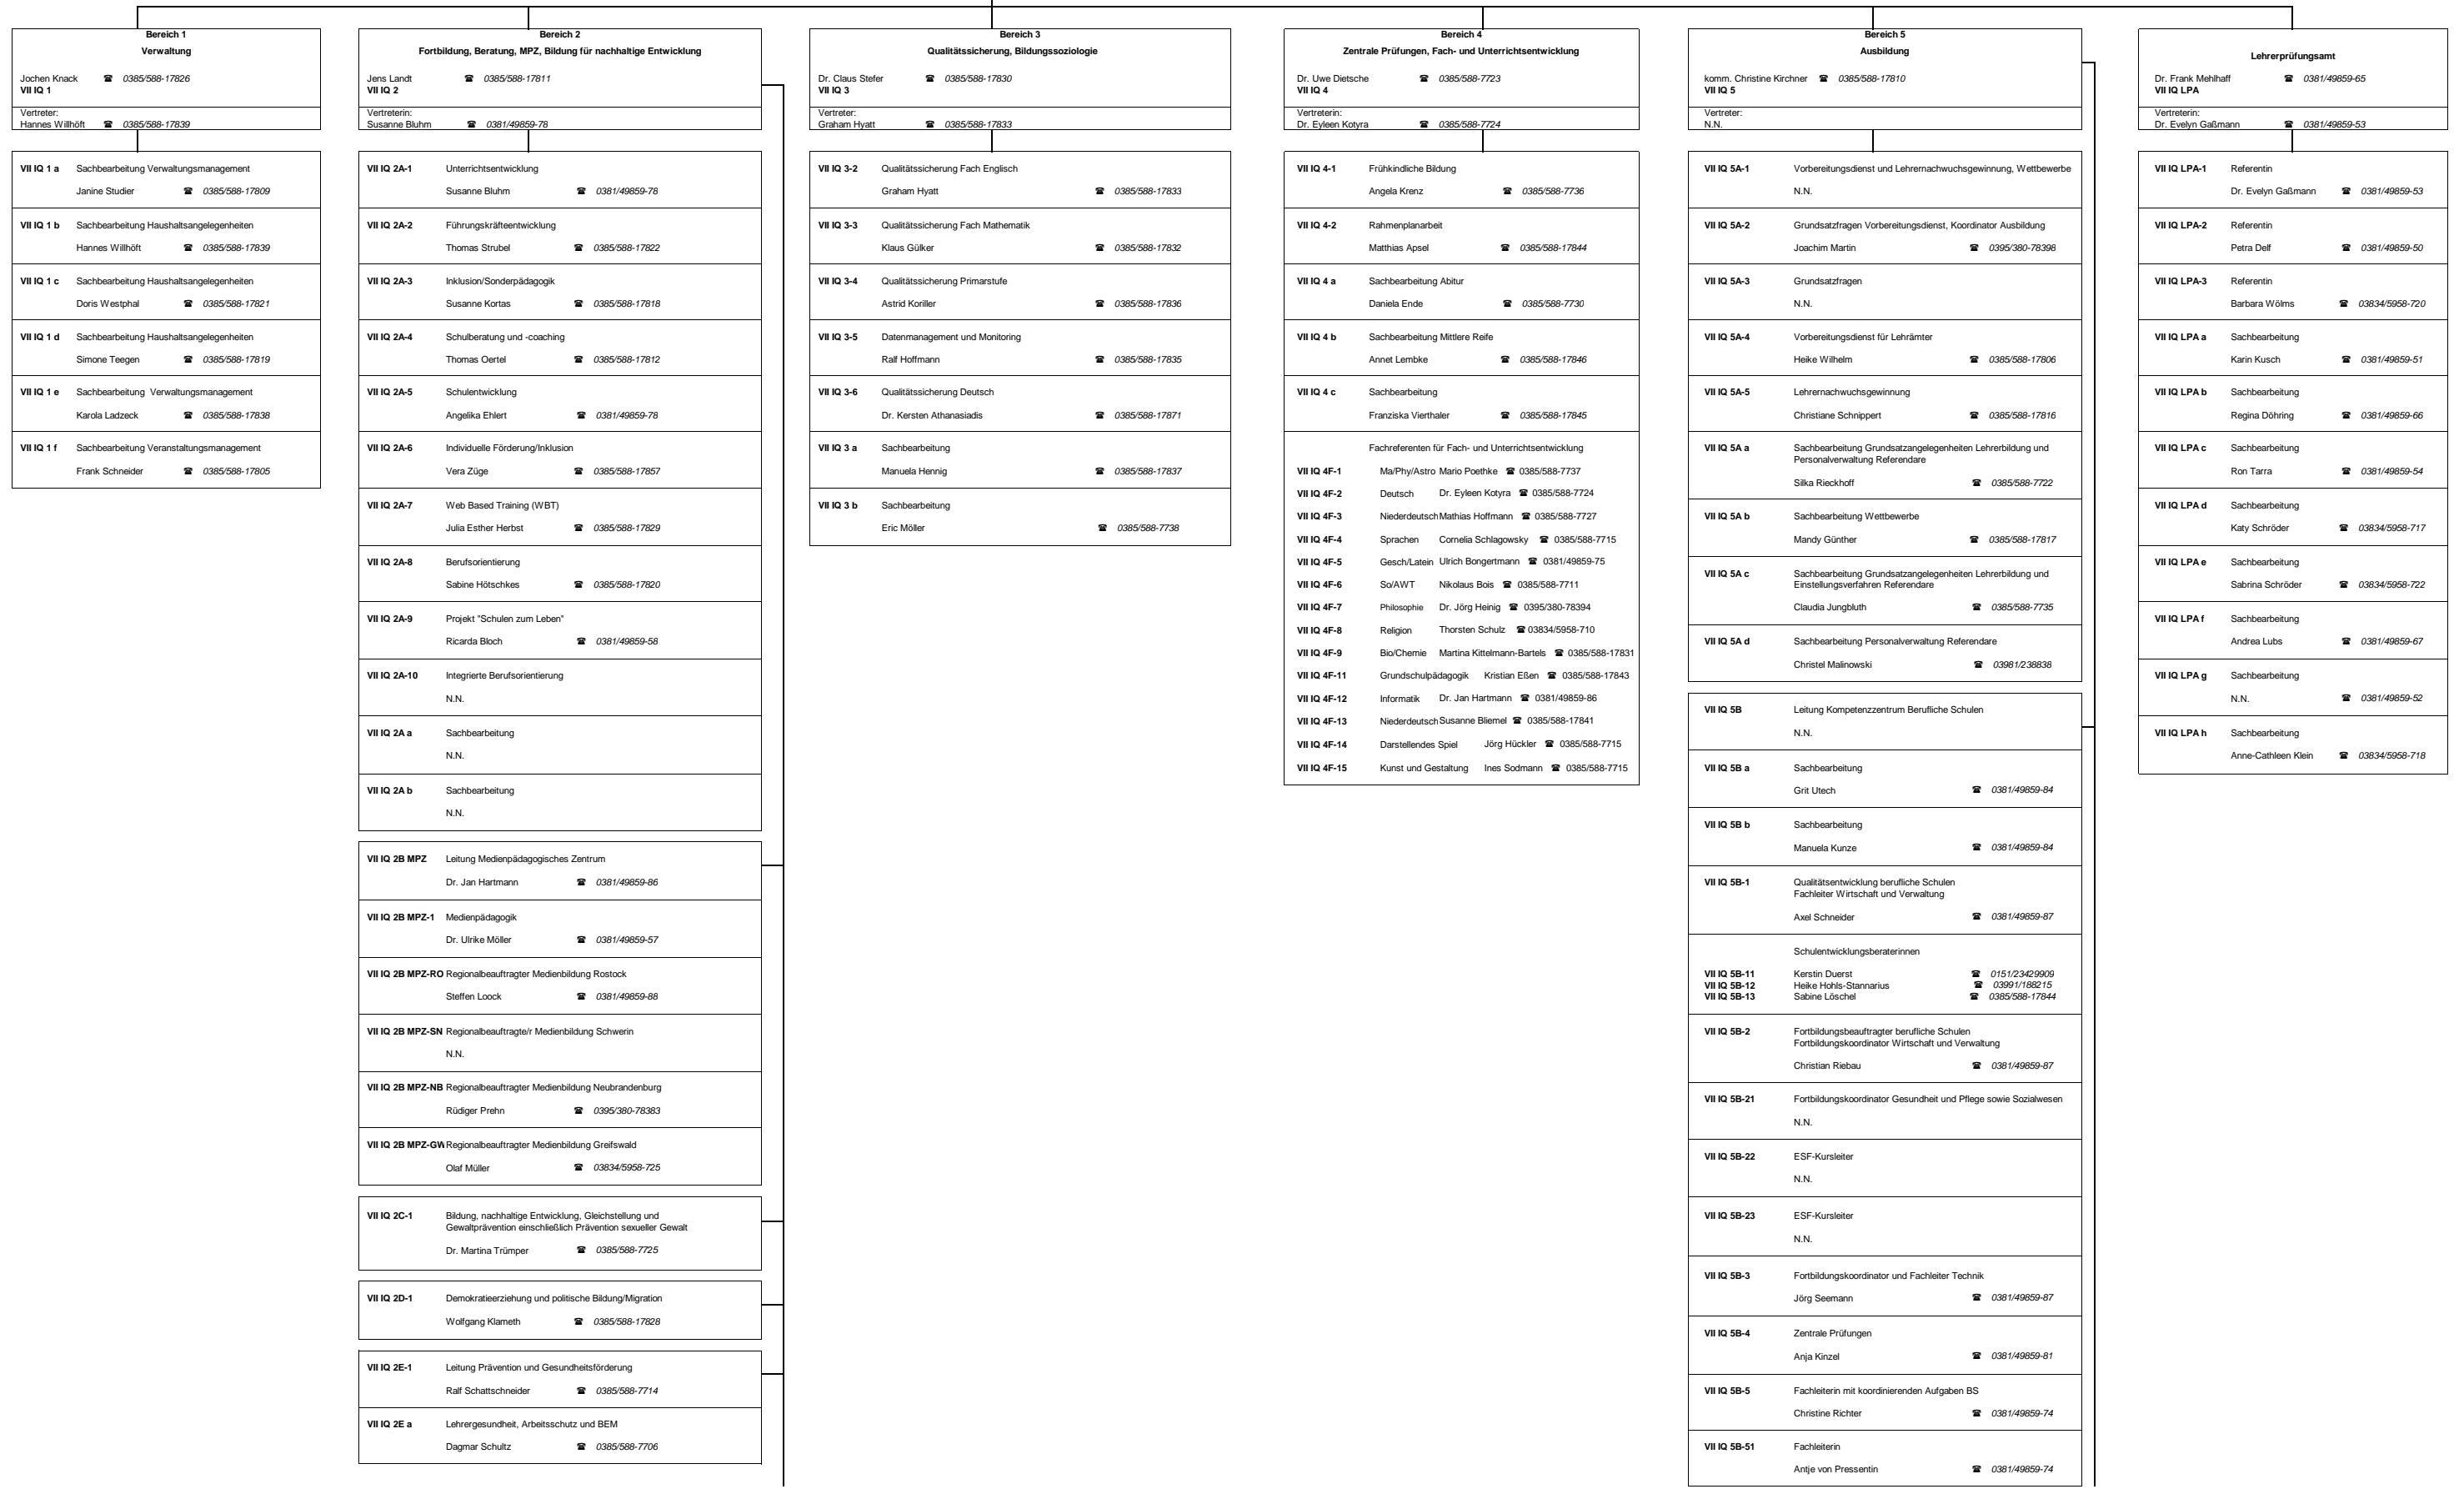 Bereich 1
Verwaltung
Jochen Knack ☎ 0385/588-17826
VII IQ 1
Vertreter:
Hannes Willhöft ☎ 0385/588-17839
VII IQ 1 a Sachbearbeitung Verwaltungsmanagement
Janine Studier ☎ 0385/588-17809
VII IQ 1 b Sachbearbeitung Haushaltsangelegenheiten
Hannes Willhöft ☎ 0385/588-17839
VII IQ 1 c Sachbearbeitung Haushaltsangelegenheiten
Doris Westphal ☎ 0385/588-17821
VII IQ 1 d Sachbearbeitung Haushaltsangelegenheiten
Simone Teegen ☎ 0385/588-17819
VII IQ 1 e Sachbearbeitung Verwaltungsmanagement
Karola Ladzeck ☎ 0385/588-17838
VII IQ 1 f Sachbearbeitung Veranstaltungsmanagement
Frank Schneider ☎ 0385/588-17805
Bereich 2
Fortbildung, Beratung, MPZ, Bildung für nachhaltige Entwicklung
Jens Landt ☎ 0385/588-17811
VII IQ 2
Vertreterin:
Susanne Bluhm ☎ 0381/49859-78
VII IQ 2A-1 Unterrichtsentwicklung
Susanne Bluhm ☎ 0381/49859-78
VII IQ 2A-2 Führungskräfteentwicklung
Thomas Strubel ☎ 0385/588-17822
VII IQ 2A-3 Inklusion/Sonderpädagogik
Susanne Kortas ☎ 0385/588-17818
VII IQ 2A-4 Schulberatung und -coaching
Thomas Oertel ☎ 0385/588-17812
VII IQ 2A-5 Schulentwicklung
Angelika Ehlert ☎ 0381/49859-78
VII IQ 2A-6 Individuelle Förderung/Inklusion
Vera Züge ☎ 0385/588-17857
VII IQ 2A-7 Web Based Training (WBT)
Julia Esther Herbst ☎ 0385/588-17829
VII IQ 2A-8 Berufsorientierung
Sabine Hötschkes ☎ 0385/588-17820
VII IQ 2A-9 Projekt "Schulen zum Leben"
Ricarda Bloch ☎ 0381/49859-58
VII IQ 2A-10 Integrierte Berufsorientierung
N.N.
VII IQ 2A a Sachbearbeitung
N.N.
VII IQ 2A b Sachbearbeitung
N.N.
VII IQ 2B MPZ Leitung Medienpädagogisches Zentrum
Dr. Jan Hartmann ☎ 0381/49859-86
VII IQ 2B MPZ-1 Medienpädagogik
Dr. Ulrike Möller ☎ 0381/49859-57
VII IQ 2B MPZ-RO Regionalbeauftragter Medienbildung Rostock
Steffen Loock ☎ 0381/49859-88
VII IQ 2B MPZ-SN Regionalbeauftragte/r Medienbildung Schwerin
N.N.
VII IQ 2B MPZ-NB Regionalbeauftragter Medienbildung Neubrandenburg
Rüdiger Prehn ☎ 0395/380-78383
VII IQ 2B MPZ-GW Regionalbeauftragter Medienbildung Greifswald
Olaf Müller ☎ 03834/5958-725
VII IQ 2C-1 Bildung, nachhaltige Entwicklung, Gleichstellung und
Gewaltprävention einschließlich Prävention sexueller Gewalt
Dr. Martina Trümper ☎ 0385/588-7725
VII IQ 2D-1 Demokratieerziehung und politische Bildung/Migration
Wolfgang Klameth ☎ 0385/588-17828
VII IQ 2E-1 Leitung Prävention und Gesundheitsförderung
Ralf Schattschneider ☎ 0385/588-7714
VII IQ 2E a Lehrergesundheit, Arbeitsschutz und BEM
Dagmar Schultz ☎ 0385/588-7706
Bereich 3
Qualitätssicherung, Bildungssoziologie
Dr. Claus Stefer ☎ 0385/588-17830
VII IQ 3
Vertreter:
Graham Hyatt ☎ 0385/588-17833
VII IQ 3-2 Qualitätssicherung Fach Englisch
Graham Hyatt ☎ 0385/588-17833
VII IQ 3-3 Qualitätssicherung Fach Mathematik
Klaus Gülker ☎ 0385/588-17832
VII IQ 3-4 Qualitätssicherung Primarstufe
Astrid Koriller ☎ 0385/588-17836
VII IQ 3-5 Datenmanagement und Monitoring
Ralf Hoffmann ☎ 0385/588-17835
VII IQ 3-6 Qualitätssicherung Deutsch
Dr. Kersten Athanasiadis ☎ 0385/588-17871
VII IQ 3 a Sachbearbeitung
Manuela Hennig ☎ 0385/588-17837
VII IQ 3 b Sachbearbeitung
Eric Möller ☎ 0385/588-7738
Bereich 4
Zentrale Prüfungen, Fach- und Unterrichtsentwicklung
Dr. Uwe Dietsche ☎ 0385/588-7723
VII IQ 4
Vertreterin:
Dr. Eyleen Kotyra ☎ 0385/588-7724
VII IQ 4-1 Frühkindliche Bildung
Angela Krenz ☎ 0385/588-7736
VII IQ 4-2 Rahmenplanarbeit
Matthias Apsel ☎ 0385/588-17844
VII IQ 4 a Sachbearbeitung Abitur
Daniela Ende ☎ 0385/588-7730
VII IQ 4 b Sachbearbeitung Mittlere Reife
Annet Lembke ☎ 0385/588-17846
VII IQ 4 c Sachbearbeitung
Franziska Vierthaler ☎ 0385/588-17845
Fachreferenten für Fach- und Unterrichtsentwicklung
VII IQ 4F-1 Ma/Phy/Astro Mario Poethke ☎ 0385/588-7737
VII IQ 4F-2 Deutsch Dr. Eyleen Kotyra ☎ 0385/588-7724
VII IQ 4F-3 Niederdeutsch Mathias Hoffmann ☎ 0385/588-7727
VII IQ 4F-4 Sprachen Cornelia Schlagowsky ☎ 0385/588-7715
VII IQ 4F-5 Gesch/Latein Ulrich Bongertmann ☎ 0381/49859-75
VII IQ 4F-6 So/AWT Nikolaus Bois ☎ 0385/588-7711
VII IQ 4F-7 Philosophie Dr. Jörg Heinig ☎ 0395/380-78394
VII IQ 4F-8 Religion Thorsten Schulz ☎ 03834/5958-710
VII IQ 4F-9 Bio/Chemie Martina Kittelmann-Bartels ☎ 0385/588-17831
VII IQ 4F-11 Grundschulpädagogik Kristian Eßen ☎ 0385/588-17843
VII IQ 4F-12 Informatik Dr. Jan Hartmann ☎ 0381/49859-86
VII IQ 4F-13 Niederdeutsch Susanne Bliemel ☎ 0385/588-17841
VII IQ 4F-14 Darstellendes Spiel Jörg Hückler ☎ 0385/588-7715
VII IQ 4F-15 Kunst und Gestaltung Ines Sodmann ☎ 0385/588-7715
Bereich 5
Ausbildung
komm. Christine Kirchner ☎ 0385/588-17810
VII IQ 5
Vertreter:
N.N.
VII IQ 5A-1 Vorbereitungsdienst und Lehrernachwuchsgewinnung, Wettbewerbe
N.N.
VII IQ 5A-2 Grundsatzfragen Vorbereitungsdienst, Koordinator Ausbildung
Joachim Martin ☎ 0395/380-78398
VII IQ 5A-3 Grundsatzfragen
N.N.
VII IQ 5A-4 Vorbereitungsdienst für Lehrämter
Heike Wilhelm ☎ 0385/588-17806
VII IQ 5A-5 Lehrernachwuchsgewinnung
Christiane Schnippert ☎ 0385/588-17816
VII IQ 5A a Sachbearbeitung Grundsatzangelegenheiten Lehrerbildung und
Personalverwaltung Referendare
Silka Rieckhoff ☎ 0385/588-7722
VII IQ 5A b Sachbearbeitung Wettbewerbe
Mandy Günther ☎ 0385/588-17817
VII IQ 5A c Sachbearbeitung Grundsatzangelegenheiten Lehrerbildung und
Einstellungsverfahren Referendare
Claudia Jungbluth ☎ 0385/588-7735
VII IQ 5A d Sachbearbeitung Personalverwaltung Referendare
Christel Malinowski ☎ 03981/238838
VII IQ 5B Leitung Kompetenzzentrum Berufliche Schulen
N.N.
VII IQ 5B a Sachbearbeitung
Grit Utech ☎ 0381/49859-84
VII IQ 5B b Sachbearbeitung
Manuela Kunze ☎ 0381/49859-84
VII IQ 5B-1 Qualitätsentwicklung berufliche Schulen
Fachleiter Wirtschaft und Verwaltung
Axel Schneider ☎ 0381/49859-87
Schulentwicklungsberaterinnen
VII IQ 5B-11 Kerstin Duerst ☎ 0151/23429909
VII IQ 5B-12 Heike Hohls-Stannarius ☎ 03991/188215
VII IQ 5B-13 Sabine Löschel ☎ 0385/588-17844
VII IQ 5B-2 Fortbildungsbeauftragter berufliche Schulen
Fortbildungskoordinator Wirtschaft und Verwaltung
Christian Riebau ☎ 0381/49859-87
VII IQ 5B-21 Fortbildungskoordinator Gesundheit und Pflege sowie Sozialwesen
N.N.
VII IQ 5B-22 ESF-Kursleiter
N.N.
VII IQ 5B-23 ESF-Kursleiter
N.N.
VII IQ 5B-3 Fortbildungskoordinator und Fachleiter Technik
Jörg Seemann ☎ 0381/49859-87
VII IQ 5B-4 Zentrale Prüfungen
Anja Kinzel ☎ 0381/49859-81
VII IQ 5B-5 Fachleiterin mit koordinierenden Aufgaben BS
Christine Richter ☎ 0381/49859-74
VII IQ 5B-51 Fachleiterin
Antje von Pressentin ☎ 0381/49859-74
Lehrerprüfungsamt
Dr. Frank Mehlhaff ☎ 0381/49859-65
VII IQ LPA
Vertreterin:
Dr. Evelyn Gaßmann ☎ 0381/49859-53
VII IQ LPA-1 Referentin
Dr. Evelyn Gaßmann ☎ 0381/49859-53
VII IQ LPA-2 Referentin
Petra Delf ☎ 0381/49859-50
VII IQ LPA-3 Referentin
Barbara Wölms ☎ 03834/5958-720
VII IQ LPA a Sachbearbeitung
Karin Kusch ☎ 0381/49859-51
VII IQ LPA b Sachbearbeitung
Regina Döhring ☎ 0381/49859-66
VII IQ LPA c Sachbearbeitung
Ron Tarra ☎ 0381/49859-54
VII IQ LPA d Sachbearbeitung
Katy Schröder ☎ 03834/5958-717
VII IQ LPA e Sachbearbeitung
Sabrina Schröder ☎ 03834/5958-722
VII IQ LPA f Sachbearbeitung
Andrea Lubs ☎ 0381/49859-67
VII IQ LPA g Sachbearbeitung
N.N. ☎ 0381/49859-52
VII IQ LPA h Sachbearbeitung
Anne-Cathleen Klein ☎ 03834/5958-718